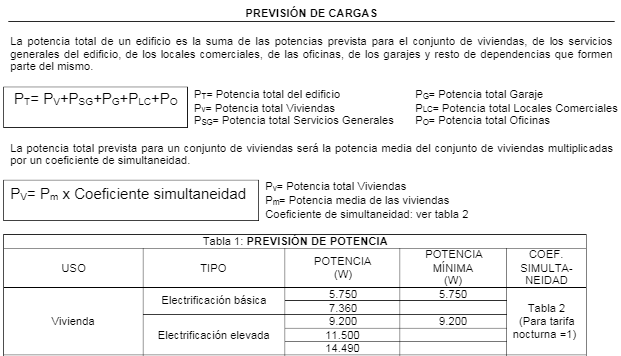 PREVISIÓN DE CARGAS
La potencia total de un edificio es la suma de las potencias prevista para el conjunto de viviendas, de los servicios
generales del edificio, de los locales comerciales, de las oficinas, de los garajes y resto de dependencias que formen
parte del mismo.
PT= PV+PSG+PG+PLC+PO
PT= Potencia total del edificio
PV= Potencia total Viviendas
PSG= Potencia total Servicios Generales
PG= Potencia total Garaje
PLC= Potencia total Locales Comerciales
PO= Potencia total Oficinas
La potencia total prevista para un conjunto de viviendas será la potencia media del conjunto de viviendas multiplicadas
por un coeficiente de simultaneidad.
PV= Pm x Coeficiente simultaneidad
PV= Potencia total Viviendas
Pm= Potencia media de las viviendas
Coeficiente de simultaneidad: ver tabla 2
Tabla 1: PREVISIÓN DE POTENCIA
USO
TIPO
POTENCIA
(W)
POTENCIA
MÍNIMA
(W)
COEF.
SIMULTA-
NEIDAD
Vivienda
Electrificación básica
5.750
5.750
7.360
Electrificación elevada
9.200
9.200
11.500
14.490
Tabla 2
(Para tarifa
nocturna =1)